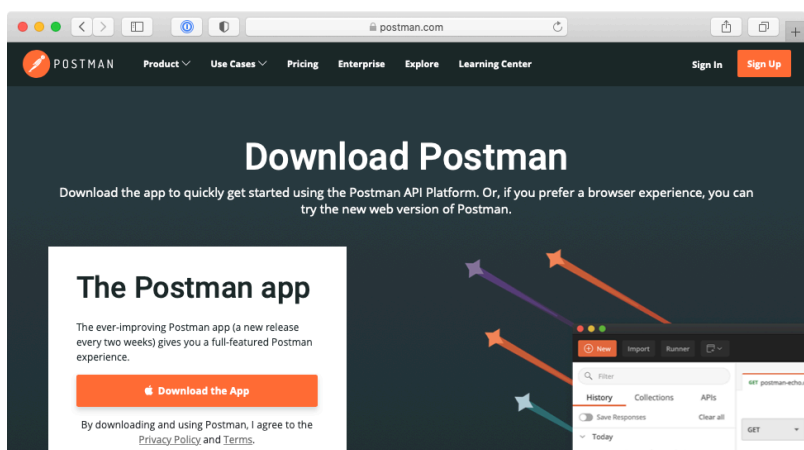 postman.com
POSTMAN Product Use Cases Pricing Enterprise Explore Learning Center Sign In Sign Up
Download Postman
Download the app to quickly get started using the Postman API Platform. Or, if you prefer a browser experience, you can
try the new web version of Postman.
The Postman app
The ever-improving Postman app (a new release
every two weeks) gives you a full-featured Postman
experience.
Download the App
By downloading and using Postman, I agree to the
Privacy Policy and Terms.
New Import Runner
Filter
GET postman-echo.
History Collections APIs
Save Responses Clear all
GET
Today